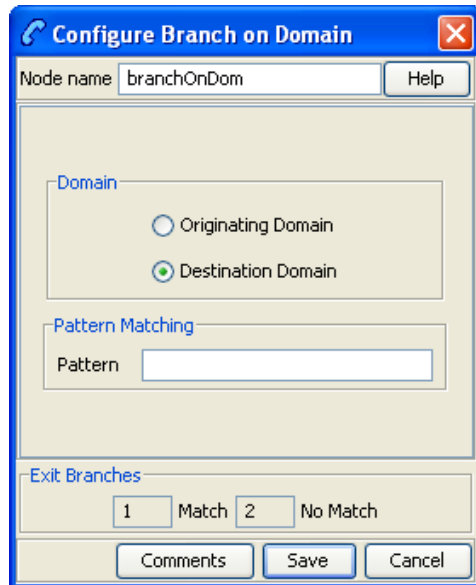 Configure Branch on Domain
Node name branchOnDom Help
Domain
Originating Domain
Destination Domain
Pattern Matching
Pattern
Exit Branches
1 Match 2 No Match
Comments Save Cancel